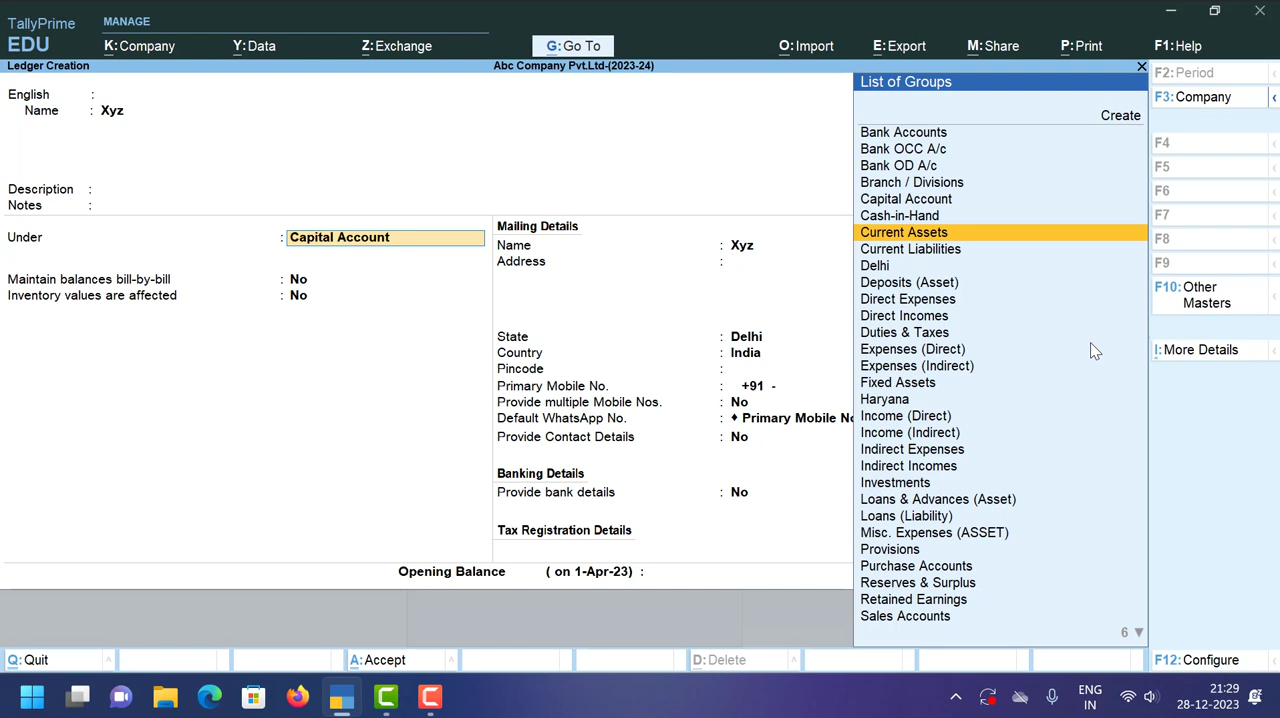 TallyPrime
EDU
MANAGE
K:Company
Y:Data
Z:Exchange
G:Go To
O:Import
E:Export
M:Share
P:Print
F1:Help
Ledger Creation
Abc Company Pvt.Ltd-(2023-24)
English :
Name : Xyz
Description :
Notes :
Under : Capital Account
Maintain balances bill-by-bill : No
Inventory values are affected : No
Mailing Details
Name : Xyz
Address :
State : Delhi
Country : India
Pincode :
Primary Mobile No. : +91 -
Provide multiple Mobile Nos. : No
Default WhatsApp No. : ♦ Primary Mobile No
Provide Contact Details : No
Banking Details
Provide bank details : No
Tax Registration Details
Opening Balance ( on 1-Apr-23) :
List of Groups
Create
Bank Accounts
Bank OCC A/c
Bank OD A/c
Branch / Divisions
Capital Account
Cash-in-Hand
Current Assets
Current Liabilities
Delhi
Deposits (Asset)
Direct Expenses
Direct Incomes
Duties & Taxes
Expenses (Direct)
Expenses (Indirect)
Fixed Assets
Haryana
Income (Direct)
Income (Indirect)
Indirect Expenses
Indirect Incomes
Investments
Loans & Advances (Asset)
Loans (Liability)
Misc. Expenses (ASSET)
Provisions
Purchase Accounts
Reserves & Surplus
Retained Earnings
Sales Accounts
6 ▼
F2: Period
F3: Company
F4
F5
F6
F7
F8
F9
F10: Other
Masters
I: More Details
Q: Quit
A: Accept
D: Delete
F12: Configure
ENG
IN
21:29
28-12-2023